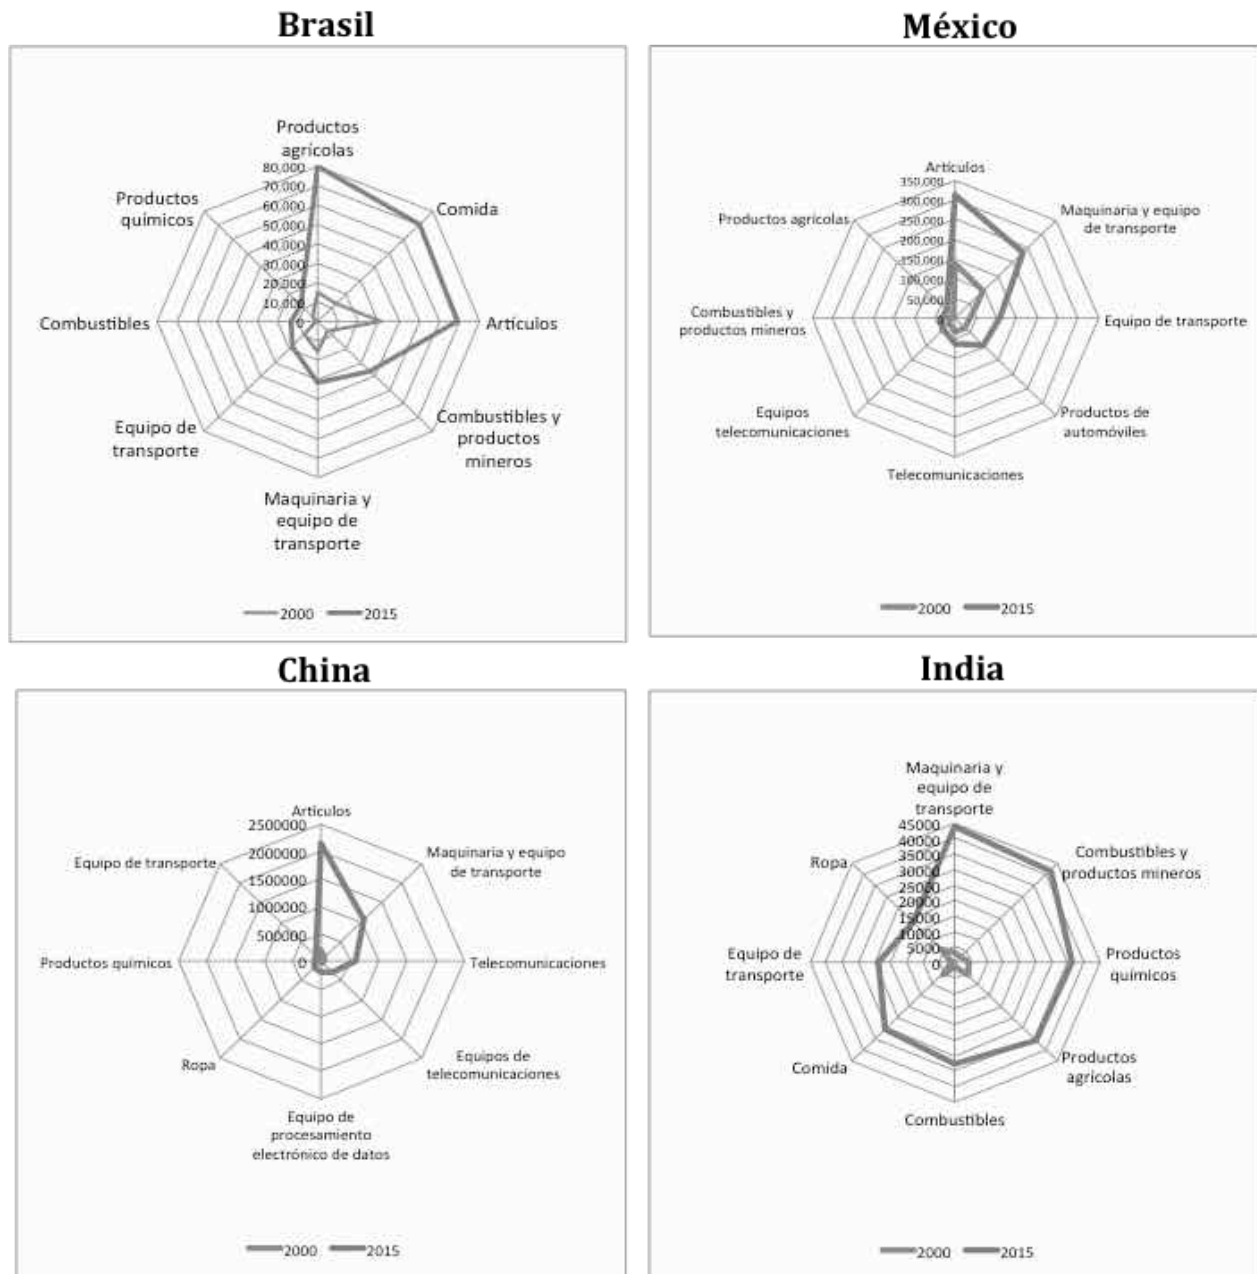 Brasil
Productos
agrícolas
80,000
70,000
60,000
50,000
40,000
30,000
20,000
10,000
0
Comida
Artículos
Combustibles y
productos
mineros
Maquinaria y
equipo de
transporte
Equipo de
transporte
Combustibles
Productos
químicos
2000 2015
México
Artículos
350,000
300,000
250,000
200,000
150,000
100,000
50,000
Maquinaria y equipo
de transporte
Equipo de transporte
Productos de
automóviles
Telecomunicaciones
Equipos
telecomunicaciones
Combustibles y
productos mineros
Productos agrícolas
2000 2015
China
Artículos
2500000
2000000
1500000
1000000
500000
0
Maquinaria y equipo
de transporte
Telecomunicaciones
Equipos de
telecomunicaciones
Equipo de
procesamiento
electrónico de datos
Ropa
Productos químicos
Equipo de transporte
2000 2015
India
Maquinaria y
equipo de
transporte
45000
40000
35000
30000
25000
20000
15000
10000
5000
0
Combustibles y
productos mineros
Productos
químicos
Productos
agrícolas
Combustibles
Comida
Equipo de
transporte
Ropa
2000 2015